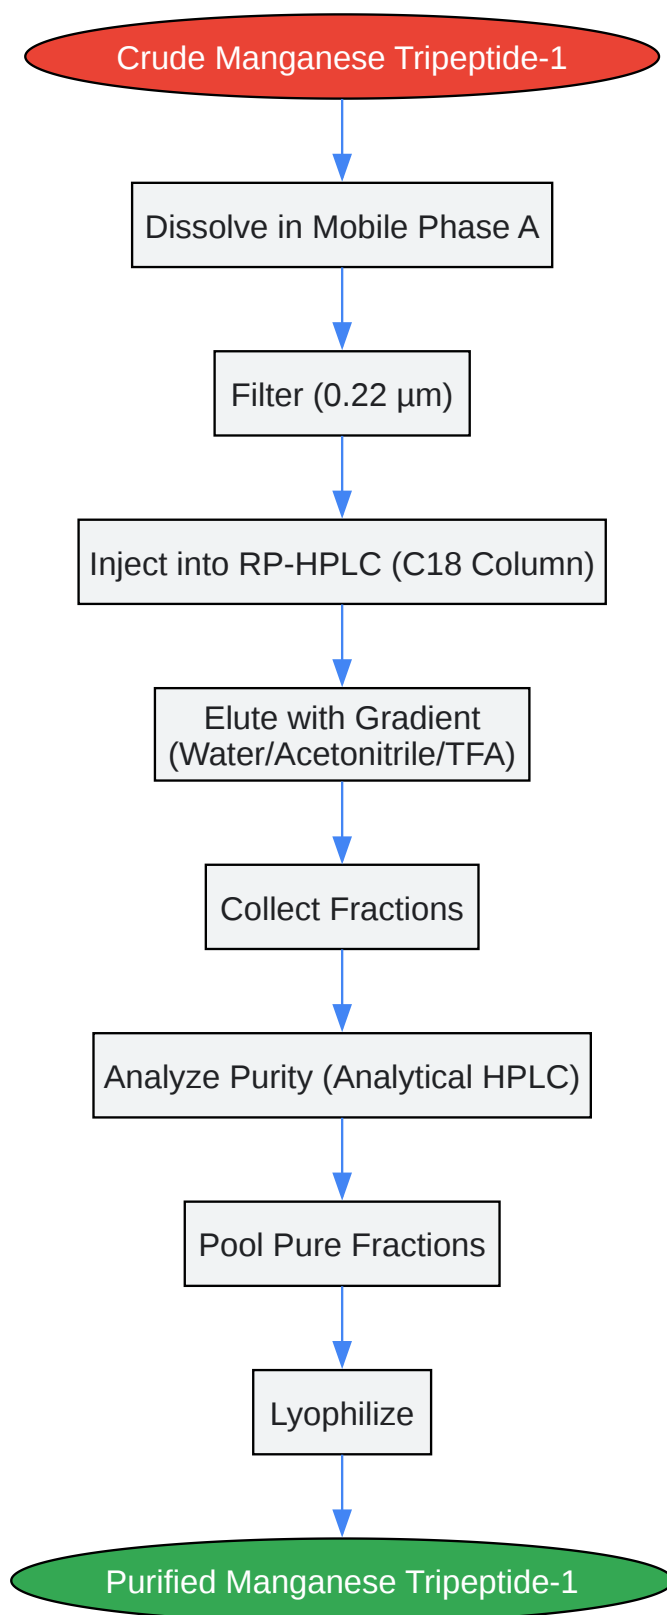 Crude Manganese Tripeptide-1
Dissolve in Mobile Phase A
Filter (0.22 µm)
Inject into RP-HPLC (C18 Column)
Elute with Gradient
(Water/Acetonitrile/TFA)
Collect Fractions
Analyze Purity (Analytical HPLC)
Pool Pure Fractions
Lyophilize
Purified Manganese Tripeptide-1